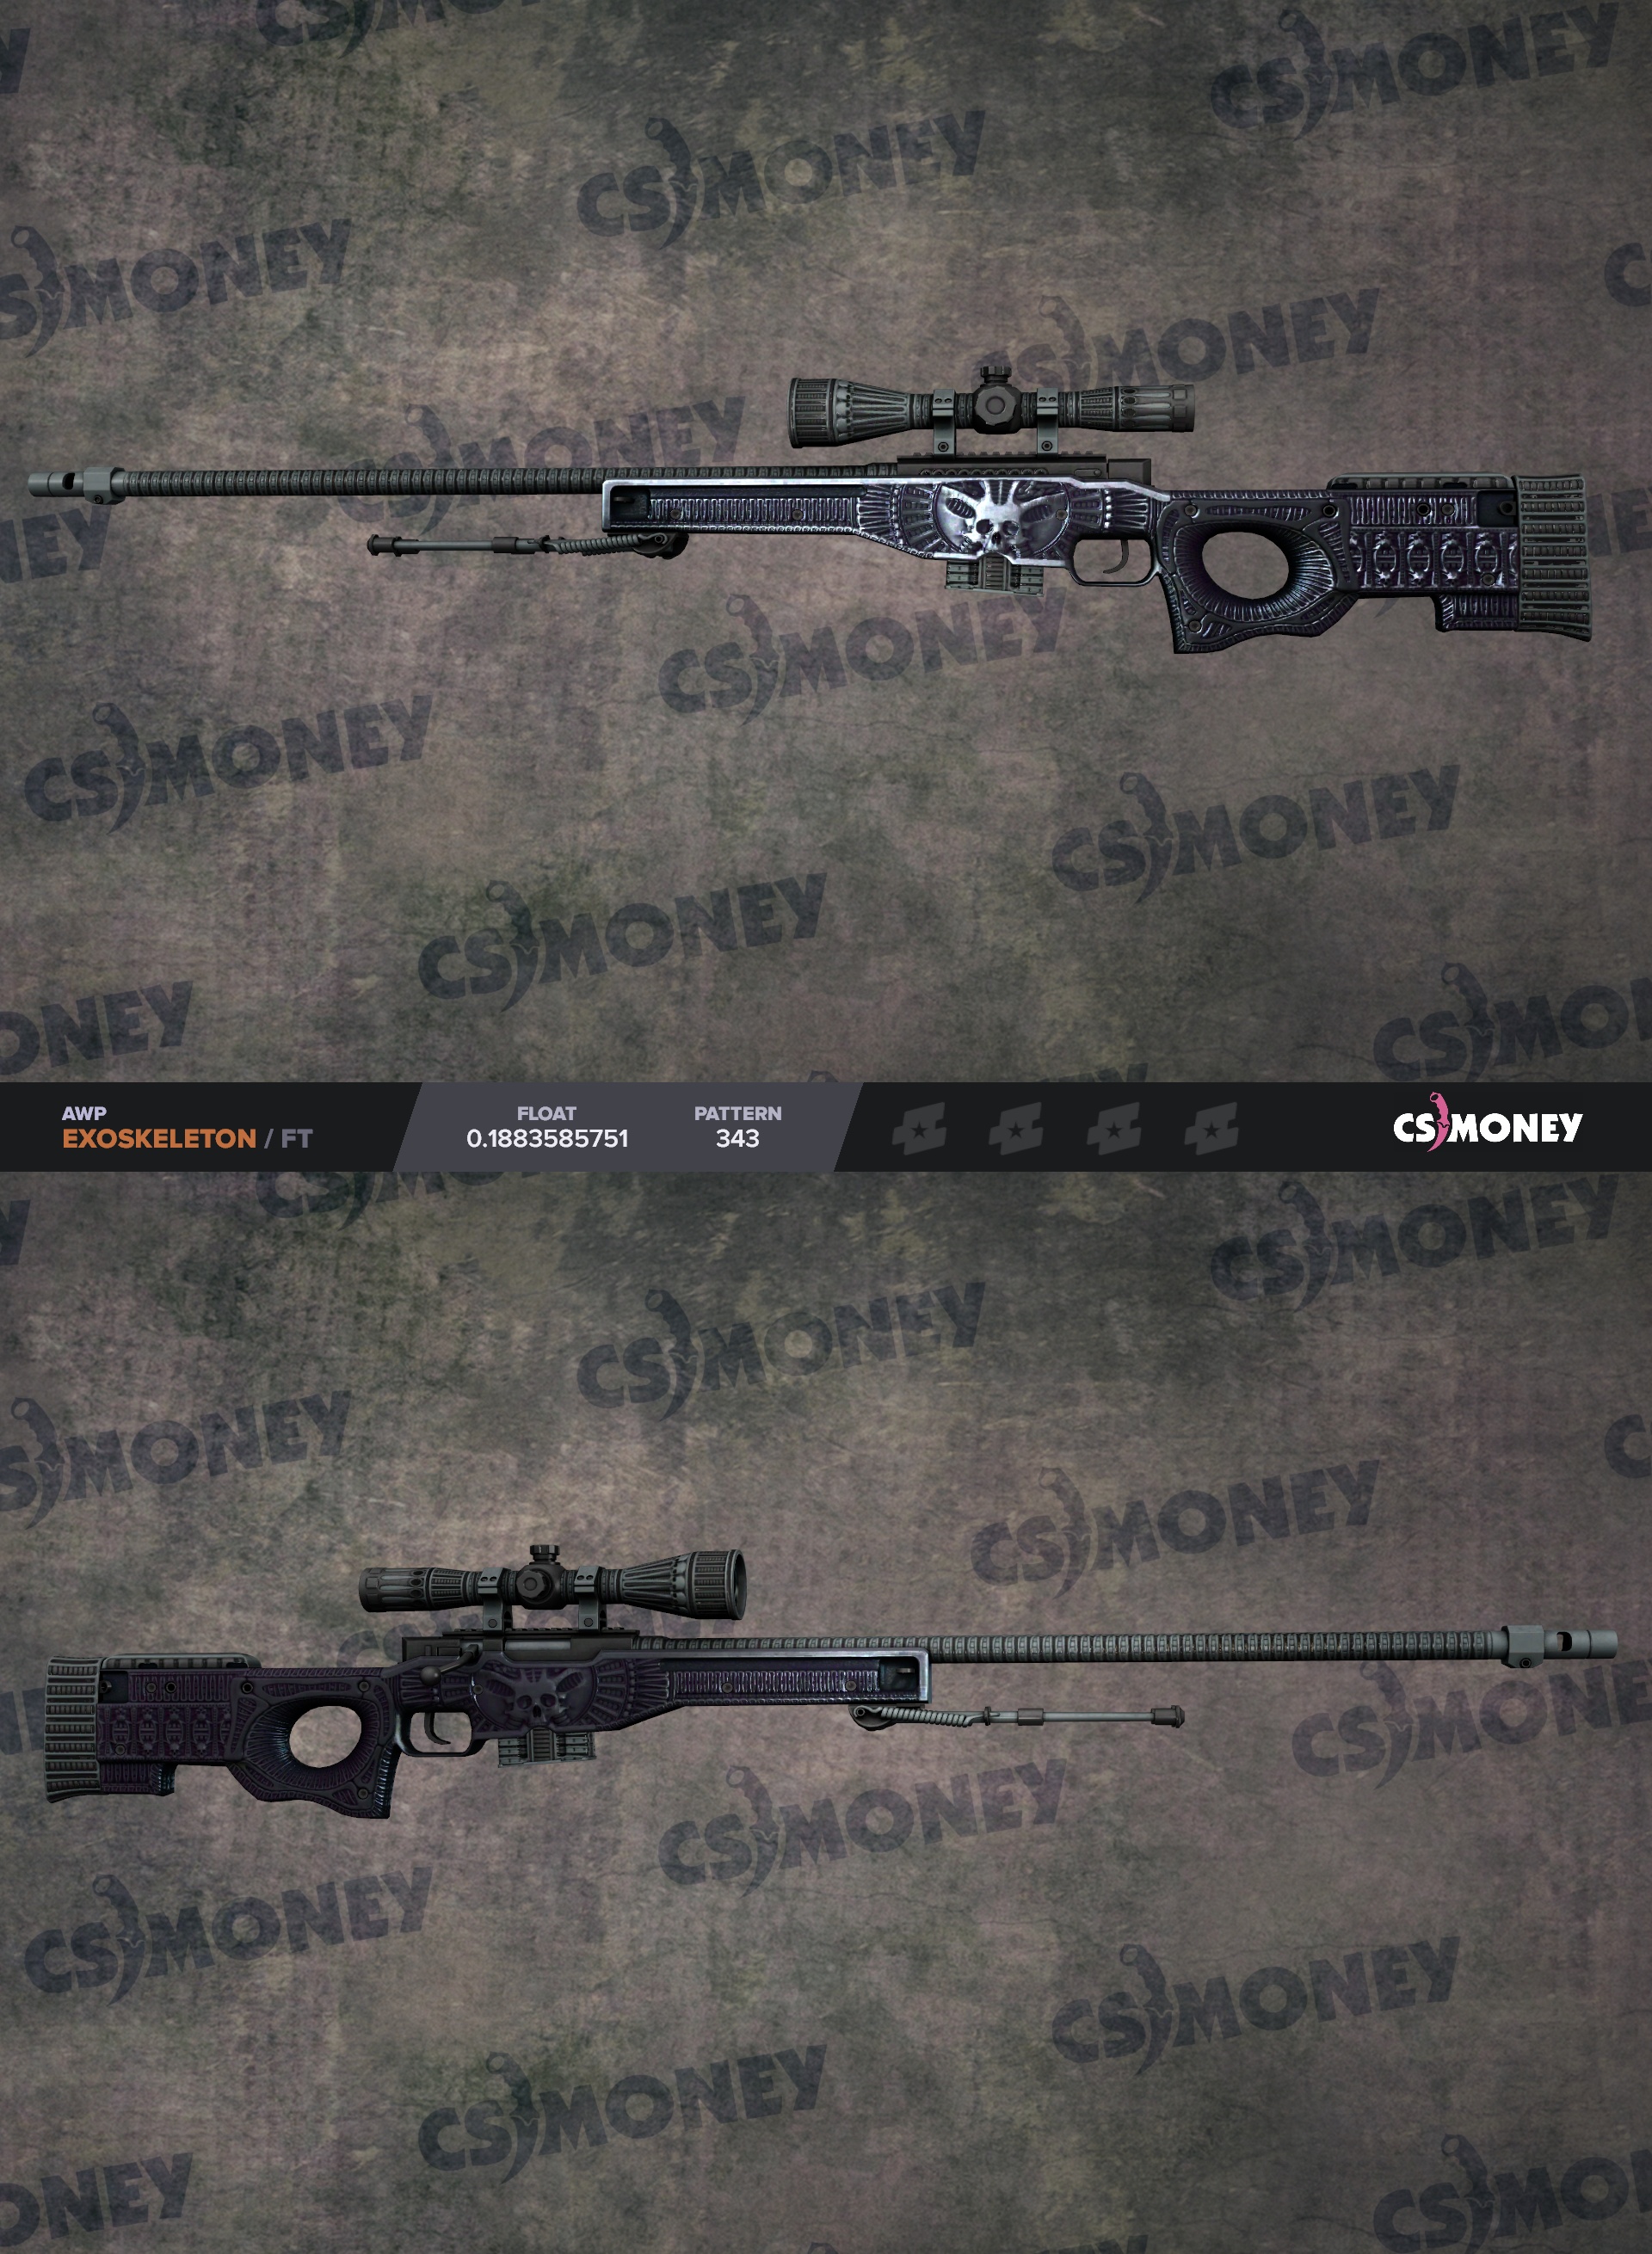 AWP
EXOSKELETON / FT
FLOAT
0.1883585751
PATTERN
343
CS MONEY